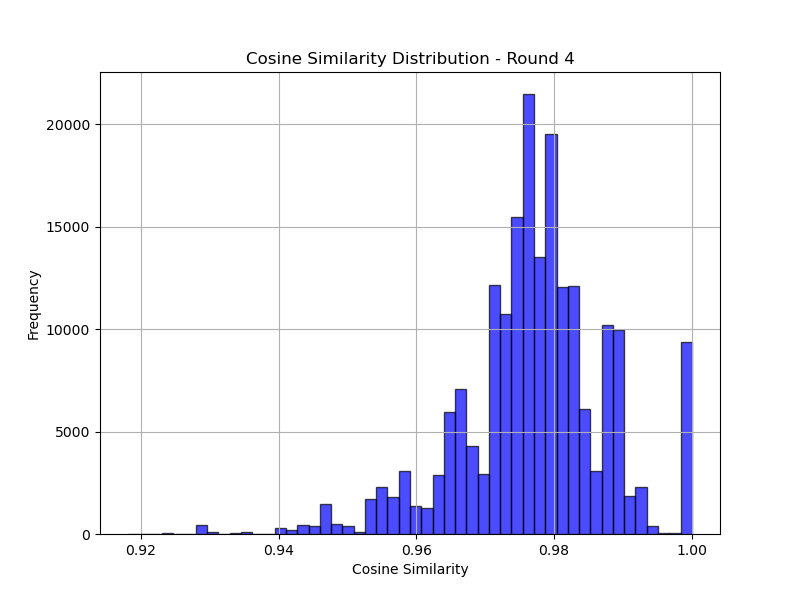 Cosine Similarity Distribution - Round 4
20000
15000
10000
5000
0
Frequency
0.92 0.94 0.96 0.98 1.00
Cosine Similarity